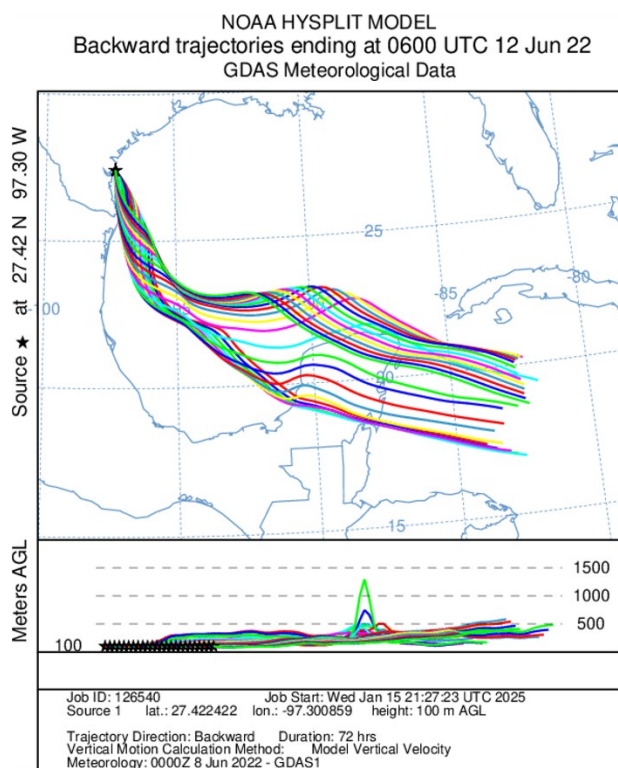 NOAA HYSPLIT MODEL
Backward trajectories ending at 0600 UTC 12 Jun 22
GDAS Meteorological Data
Source ★ at 27.42 N 97.30 W
25
-80
-85
-100
20
15
Meters AGL
1500
1000
500
100
Job ID: 126540 Job Start: Wed Jan 15 21:27:23 UTC 2025
Source 1 lat.: 27.422422 lon.: -97.300859 height: 100 m AGL
Trajectory Direction: Backward Duration: 72 hrs
Vertical Motion Calculation Method: Model Vertical Velocity
Meteorology: 0000Z 8 Jun 2022 - GDAS1